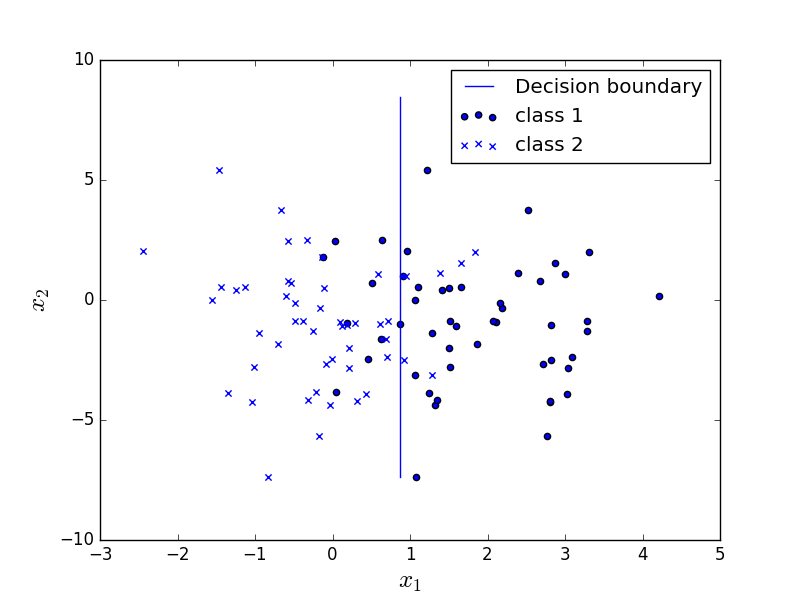 10
5
0
−5
−10
x₂
−3 −2 −1 0 1 2 3 4 5
x₁
Decision boundary
class 1
class 2